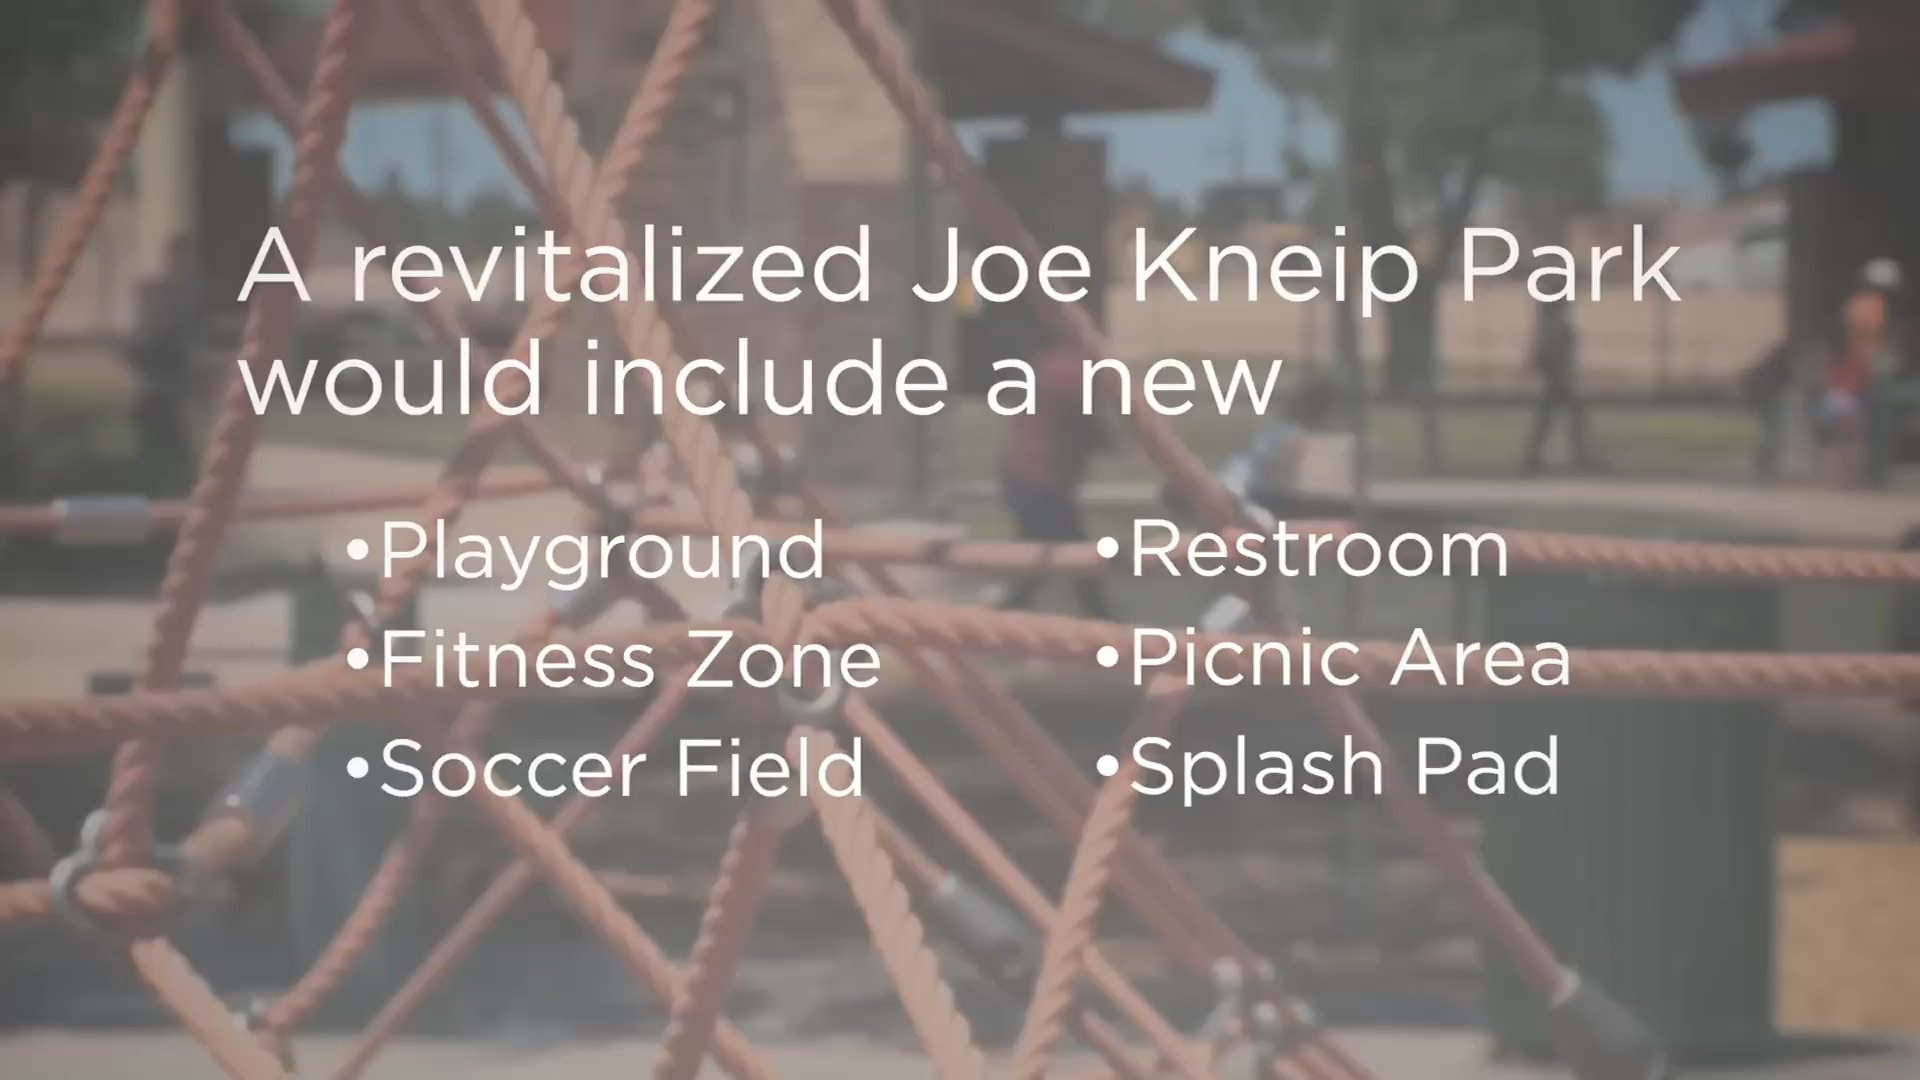 A revitalized Joe Kneip Park
would include a new
•Playground
•Fitness Zone
•Soccer Field
•Restroom
•Picnic Area
•Splash Pad